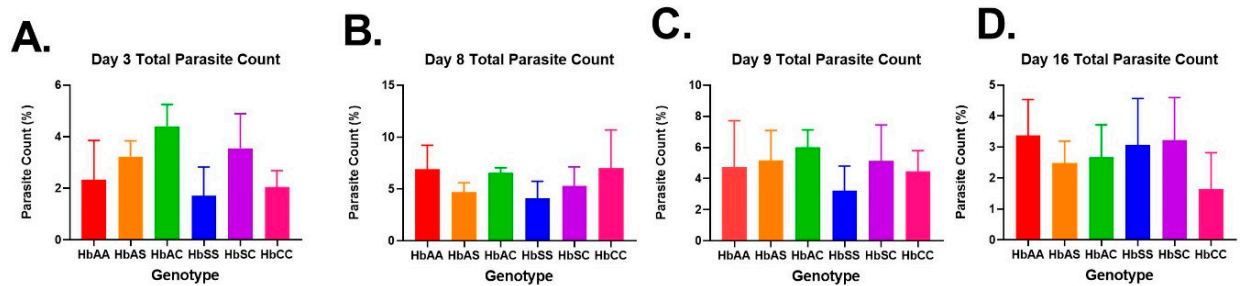 A.
Day 3 Total Parasite Count
Parasite Count (%)
6
4
2
0
HbAA HbAS HbAC HbSS HbSC HbCC
Genotype
B.
Day 8 Total Parasite Count
Parasite Count (%)
15
10
5
0
HbAA HbAS HbAC HbSS HbSC HbCC
Genotype
C.
Day 9 Total Parasite Count
Parasite Count (%)
10
8
6
4
2
0
HbAA HbAS HbAC HbSS HbSC HbCC
Genotype
D.
Day 16 Total Parasite Count
Parasite Count (%)
5
4
3
2
1
0
HbAA HbAS HbAC HbSS HbSC HbCC
Genotype